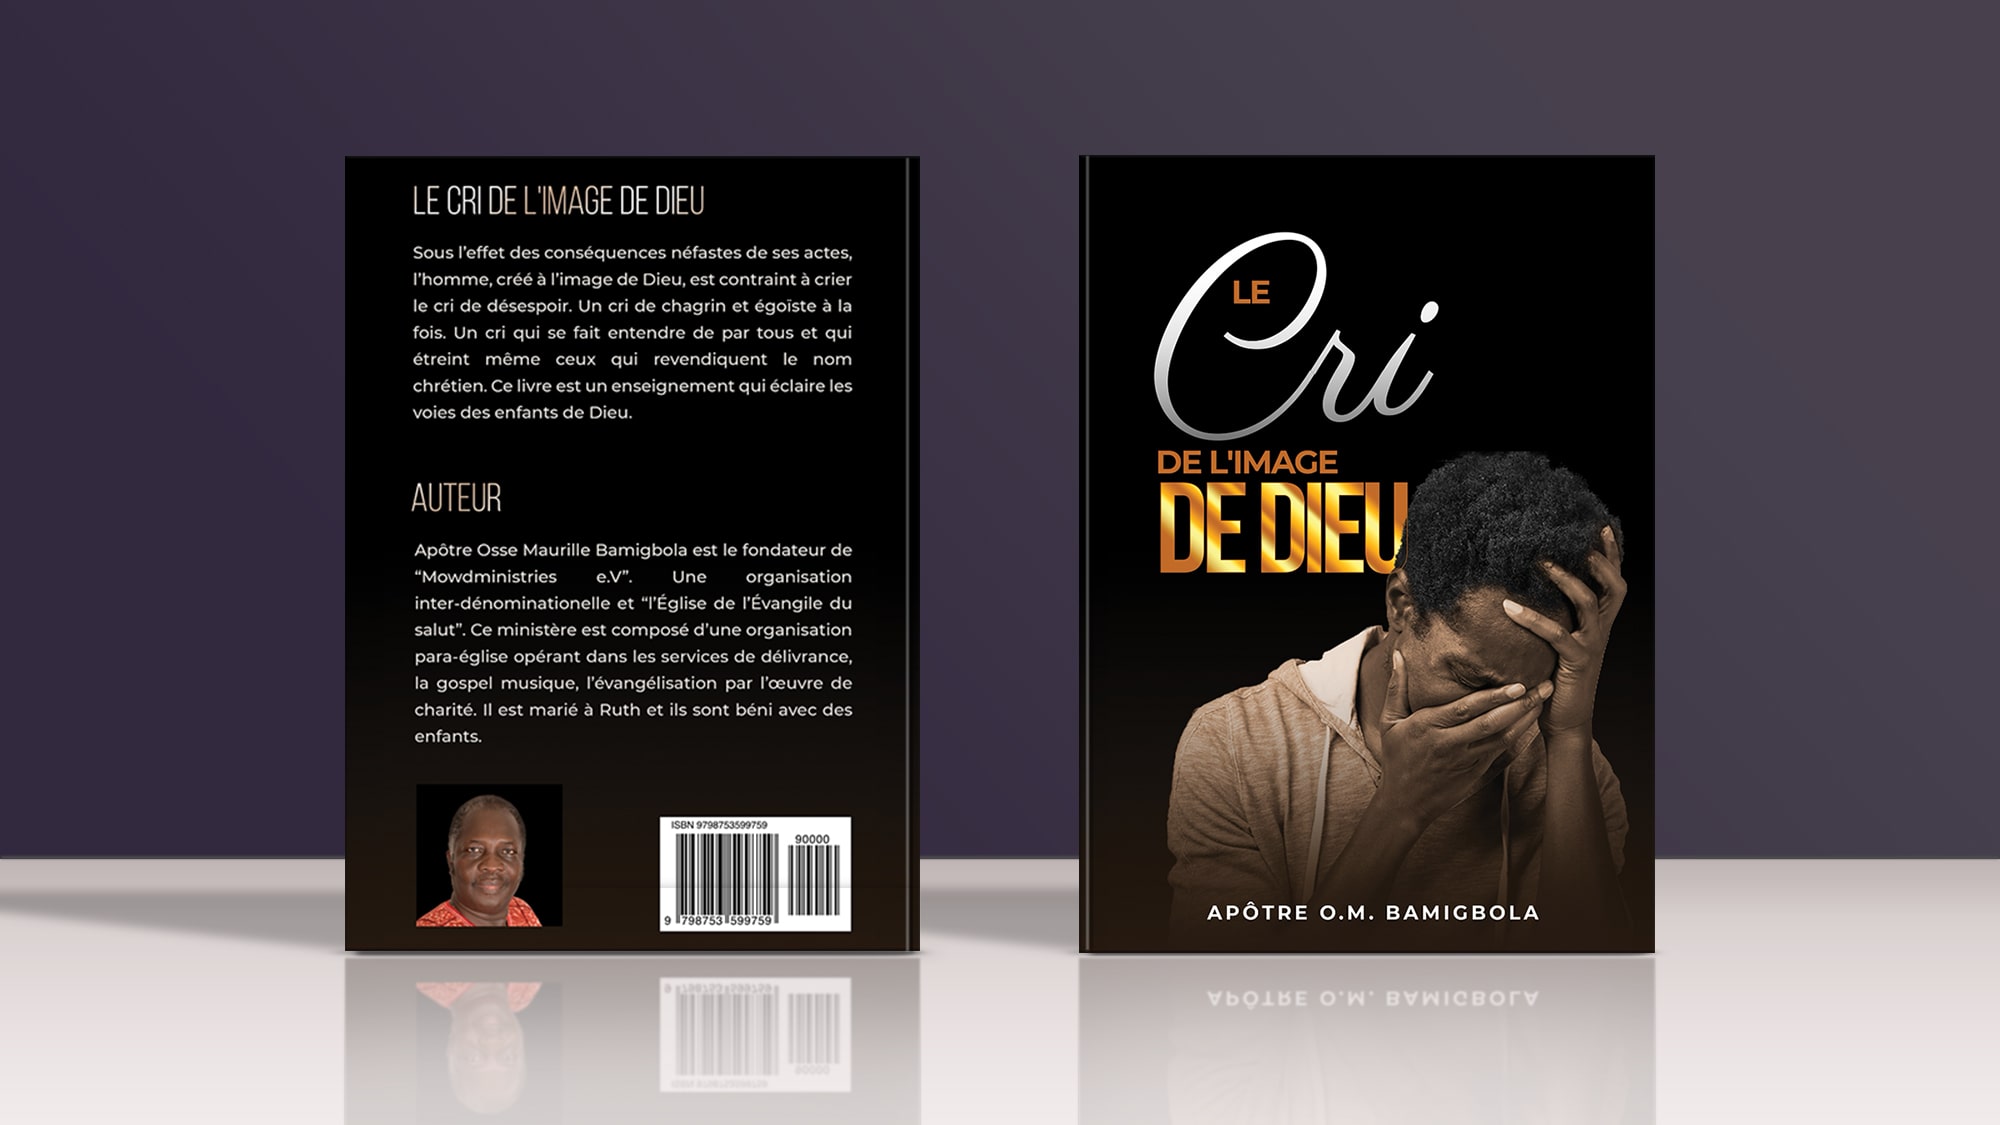 LE CRI DE L'IMAGE DE DIEU
Sous l’effet des conséquences néfastes de ses actes,
l’homme, créé à l’image de Dieu, est contraint à crier
le cri de désespoir. Un cri de chagrin et égoïste à la
fois. Un cri qui se fait entendre de par tous et qui
étreint même ceux qui revendiquent le nom
chrétien. Ce livre est un enseignement qui éclaire les
voies des enfants de Dieu.
AUTEUR
Apôtre Osse Maurille Bamigbola est le fondateur de
“Mowdministries e.V”. Une organisation
inter-dénominationelle et “l’Église de l’Évangile du
salut”. Ce ministère est composé d’une organisation
para-église opérant dans les services de délivrance,
la gospel musique, l’évangélisation par l’œuvre de
charité. Il est marié à Ruth et ils sont béni avec des
enfants.
ISBN 9798753599759
90000
9 798753 599759
LE
Cri
DE L'IMAGE
DE DIEU
APÔTRE O.M. BAMIGBOLA